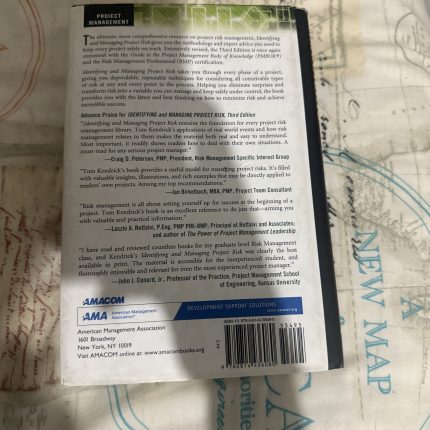 PROJECT
MANAGEMENT
The ultimate, most comprehensive resource on project risk management, Identifying
and Managing Project Risk gives you the methodology and expert advice you need to
keep every project safely on track. Extensively revised, the Third Edition is once again
consistent with the Guide to the Project Management Body of Knowledge (PMBOK®)
and the Risk Management Professional (RMP) certification.
Identifying and Managing Project Risk takes you through every phase of a project,
giving you dependable, repeatable techniques for considering all conceivable types
of risk at any and every point in the process. Helping you eliminate surprises and
transform risk into a variable you can manage and keep safely under control, the book
provides you with the latest and best thinking on how to minimize risk and achieve
incredible success.
Advance Praise for IDENTIFYING and MANAGING PROJECT RISK, Third Edition
"Identifying and Managing Project Risk remains the foundation for every project risk
management library. Tom Kendrick's applications of real world events and how risk
management relates to them makes the material both real and easy to understand.
Most important, it readily shows readers how to deal with their own situations. A
must-read for any serious project manager."
—Craig D. Peterson, PMP, President, Risk Management Specific Interest Group
"Tom Kendrick's book provides a useful model for managing project risks. It's filled
with valuable insights, illustrations, and rich examples that may be directly applied to
readers' own projects. Among my top recommendations."
—Jan Birkelbach, MBA, PMP, Project Team Consultant
"Risk management is all about setting yourself up for success at the beginning of a
project. Tom Kendrick's book is an excellent reference to do just that—arming you
with valuable and practical information."
—Laszlo A. Retfalvi, P.Eng. PMP PMI-RMP; Principal at Retfalvi and Associates;
and author of The Power of Project Management Leadership
"I have read and reviewed countless books for my graduate level Risk Management
class, and Kendrick's Identifying and Managing Project Risk was clearly the best
available in print. The material is accessible for the inexperienced student, and
thoroughly enjoyable and relevant for even the most experienced project manager."
—John J. Conard, Jr., Professor of the Practice, Project Management School
of Engineering, Kansas University
AMACOM
AMA American Management
Association
DEVELOPMENT SUPPORT SOLUTIONS
www.amanet.org
American Management Association
1601 Broadway
New York, NY 10019
Visit AMACOM online at: www.amacombooks.org
9 780814 436080
NEW MAP